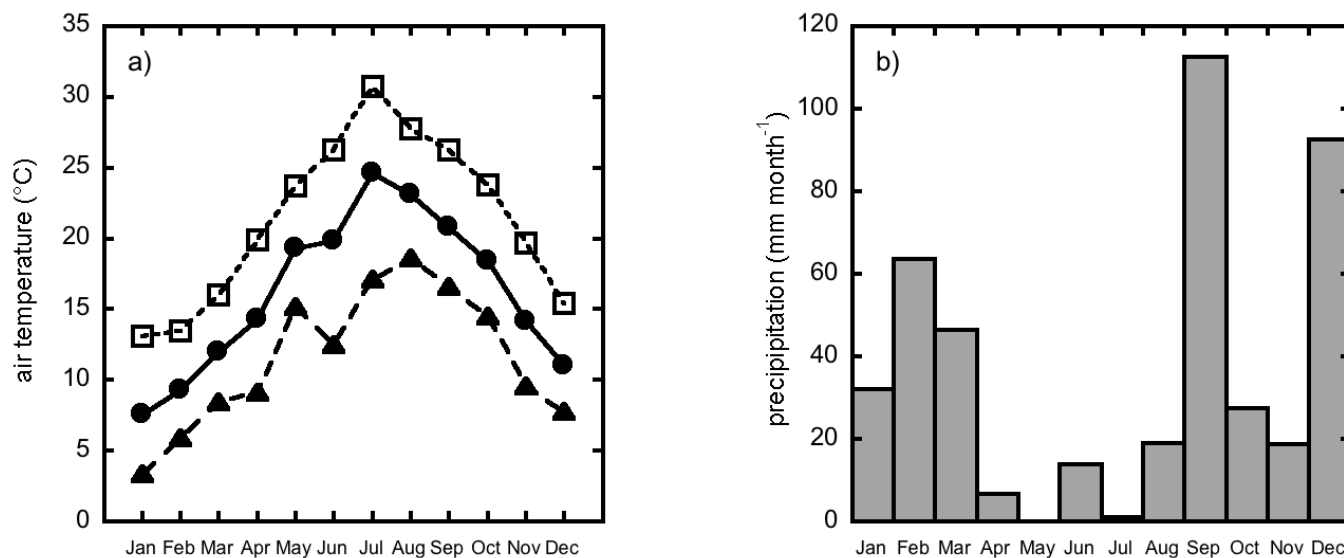 a)
air temperature (°C)
35
30
25
20
15
10
5
0
Jan Feb Mar Apr May Jun Jul Aug Sep Oct Nov Dec
b)
precipitation (mm month⁻¹)
120
100
80
60
40
20
0
Jan Feb Mar Apr May Jun Jul Aug Sep Oct Nov Dec